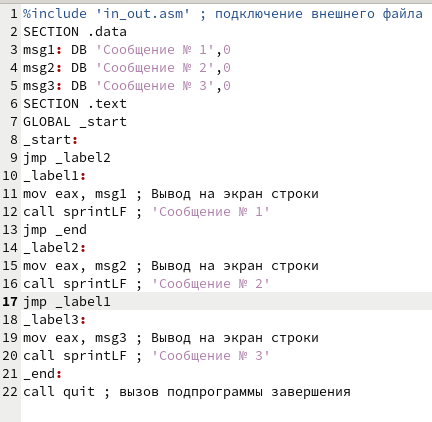 1 %include 'in_out.asm' ; подключение внешнего файла
2 SECTION .data
3 msg1: DB 'Сообщение № 1',0
4 msg2: DB 'Сообщение № 2',0
5 msg3: DB 'Сообщение № 3',0
6 SECTION .text
7 GLOBAL _start
8 _start:
9 jmp _label2
10 _label1:
11 mov eax, msg1 ; Вывод на экран строки
12 call sprintLF ; 'Сообщение № 1'
13 jmp _end
14 _label2:
15 mov eax, msg2 ; Вывод на экран строки
16 call sprintLF ; 'Сообщение № 2'
17 jmp _label1
18 _label3:
19 mov eax, msg3 ; Вывод на экран строки
20 call sprintLF ; 'Сообщение № 3'
21 _end:
22 call quit ; вызов подпрограммы завершения